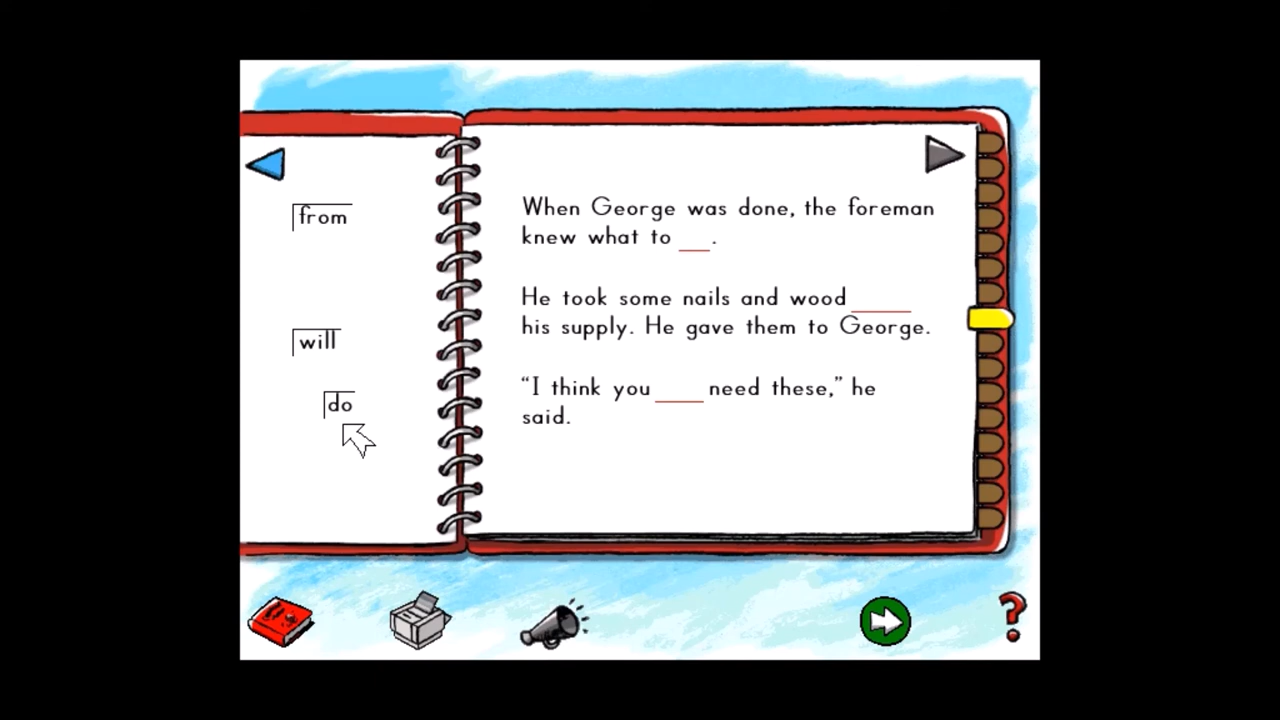 from
will
do
When George was done, the foreman
knew what to __.
He took some nails and wood ____
his supply. He gave them to George.
“I think you ___ need these,” he
said.
?